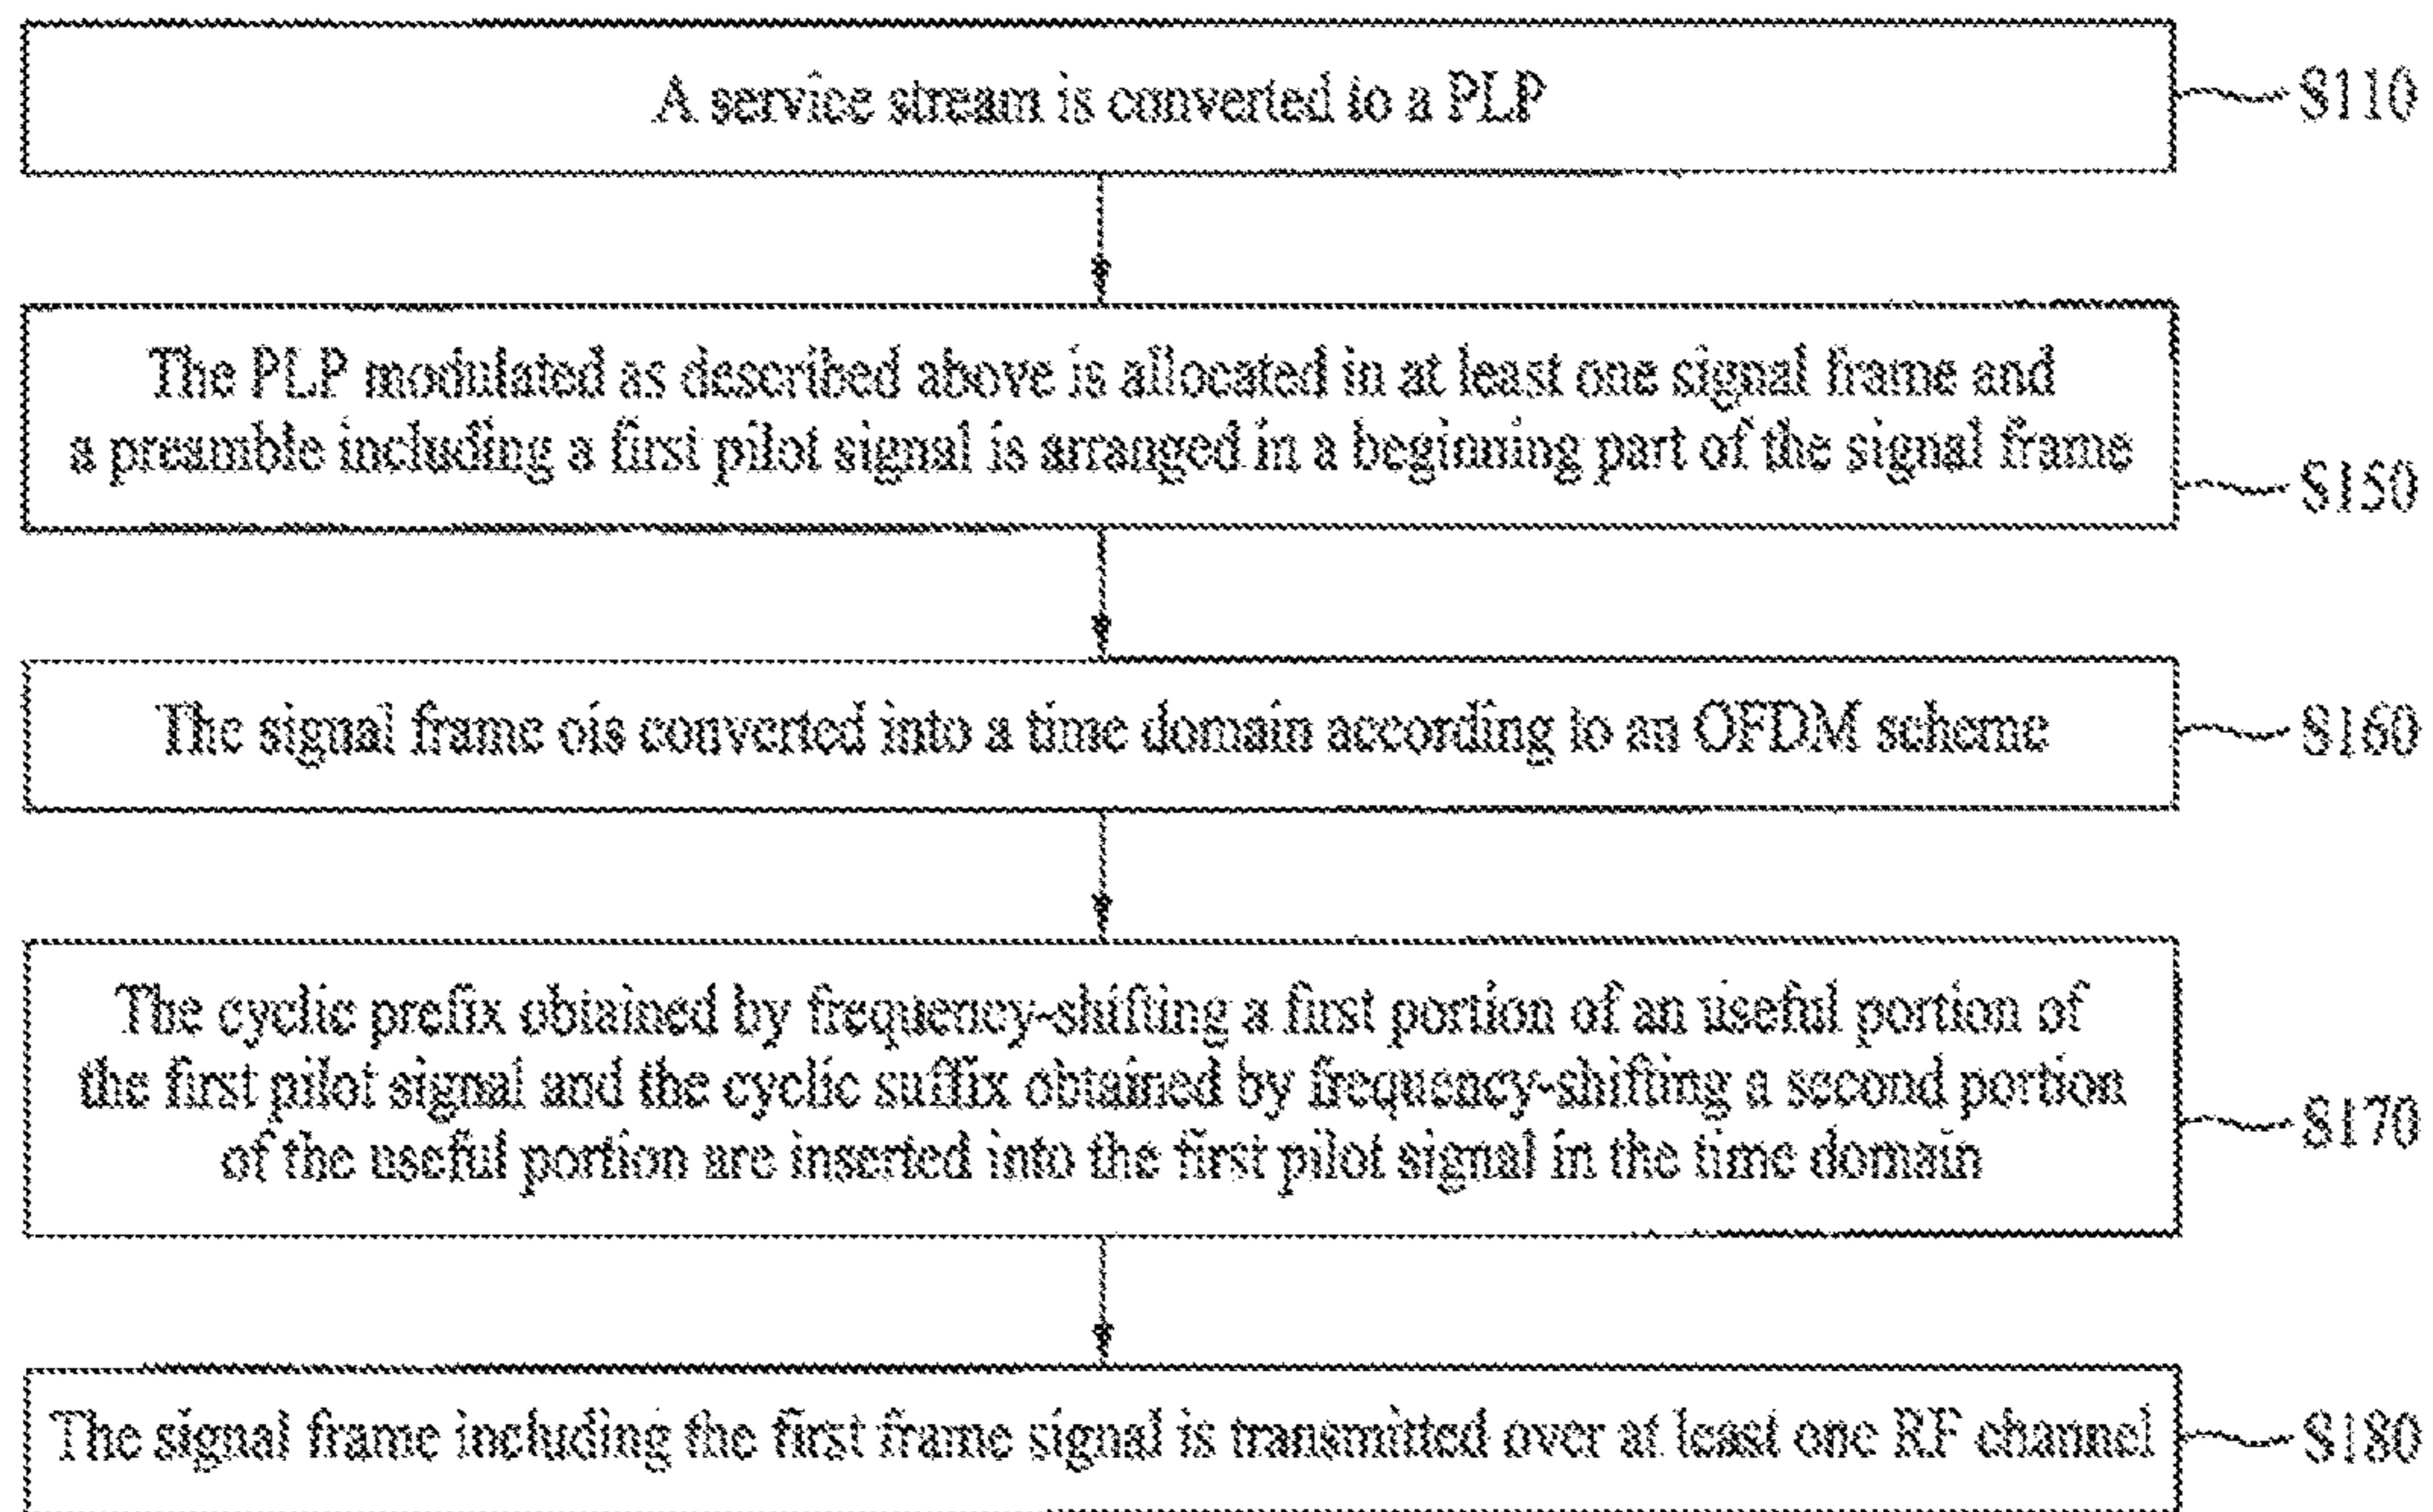 A service stream is converted to a PLP
S110
The PLP modulated as described above is allocated in at least one signal frame and
a preamble including a first pilot signal is arranged in a beginning part of the signal frame
S150
The signal frame ois converted into a time domain according to an OFDM scheme
S160
The cyclic prefix obtained by frequency-shifting a first portion of an useful portion of
the first pilot signal and the cyclic suffix obtained by frequency-shifting a second portion
of the useful portion are inserted into the first pilot signal in the time domain
S170
The signal frame including the first frame signal is transmitted over at least one RF channel
S180